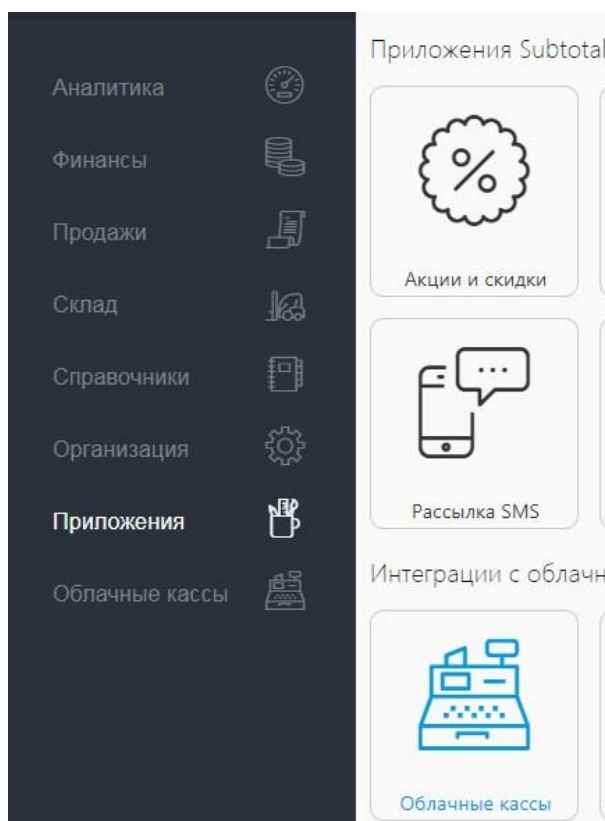 Аналитика
Финансы
Продажи
Склад
Справочники
Организация
Приложения
Облачные кассы
Приложения Subtotal
%
Акции и скидки
Рассылка SMS
Интеграции с облачн
Облачные кассы